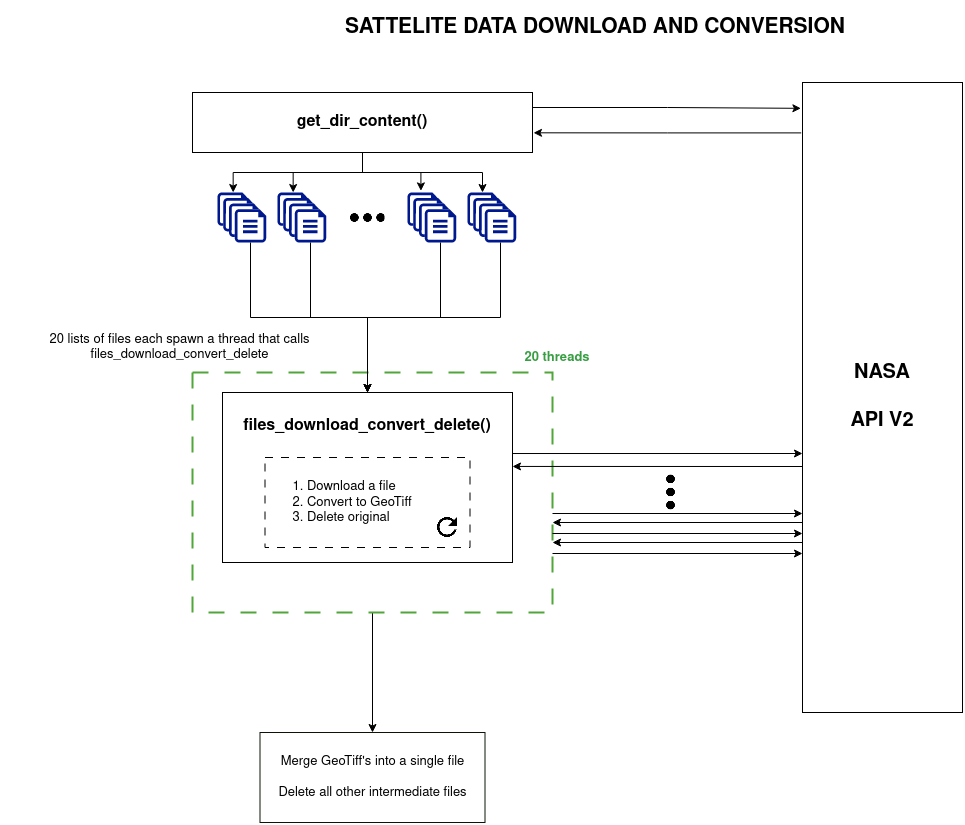 SATTELITE DATA DOWNLOAD AND CONVERSION
get_dir_content()
20 lists of files each spawn a thread that calls
files_download_convert_delete
20 threads
NASA
API V2
files_download_convert_delete()
1. Download a file
2. Convert to GeoTiff
3. Delete original
Merge GeoTiff's into a single file
Delete all other intermediate files